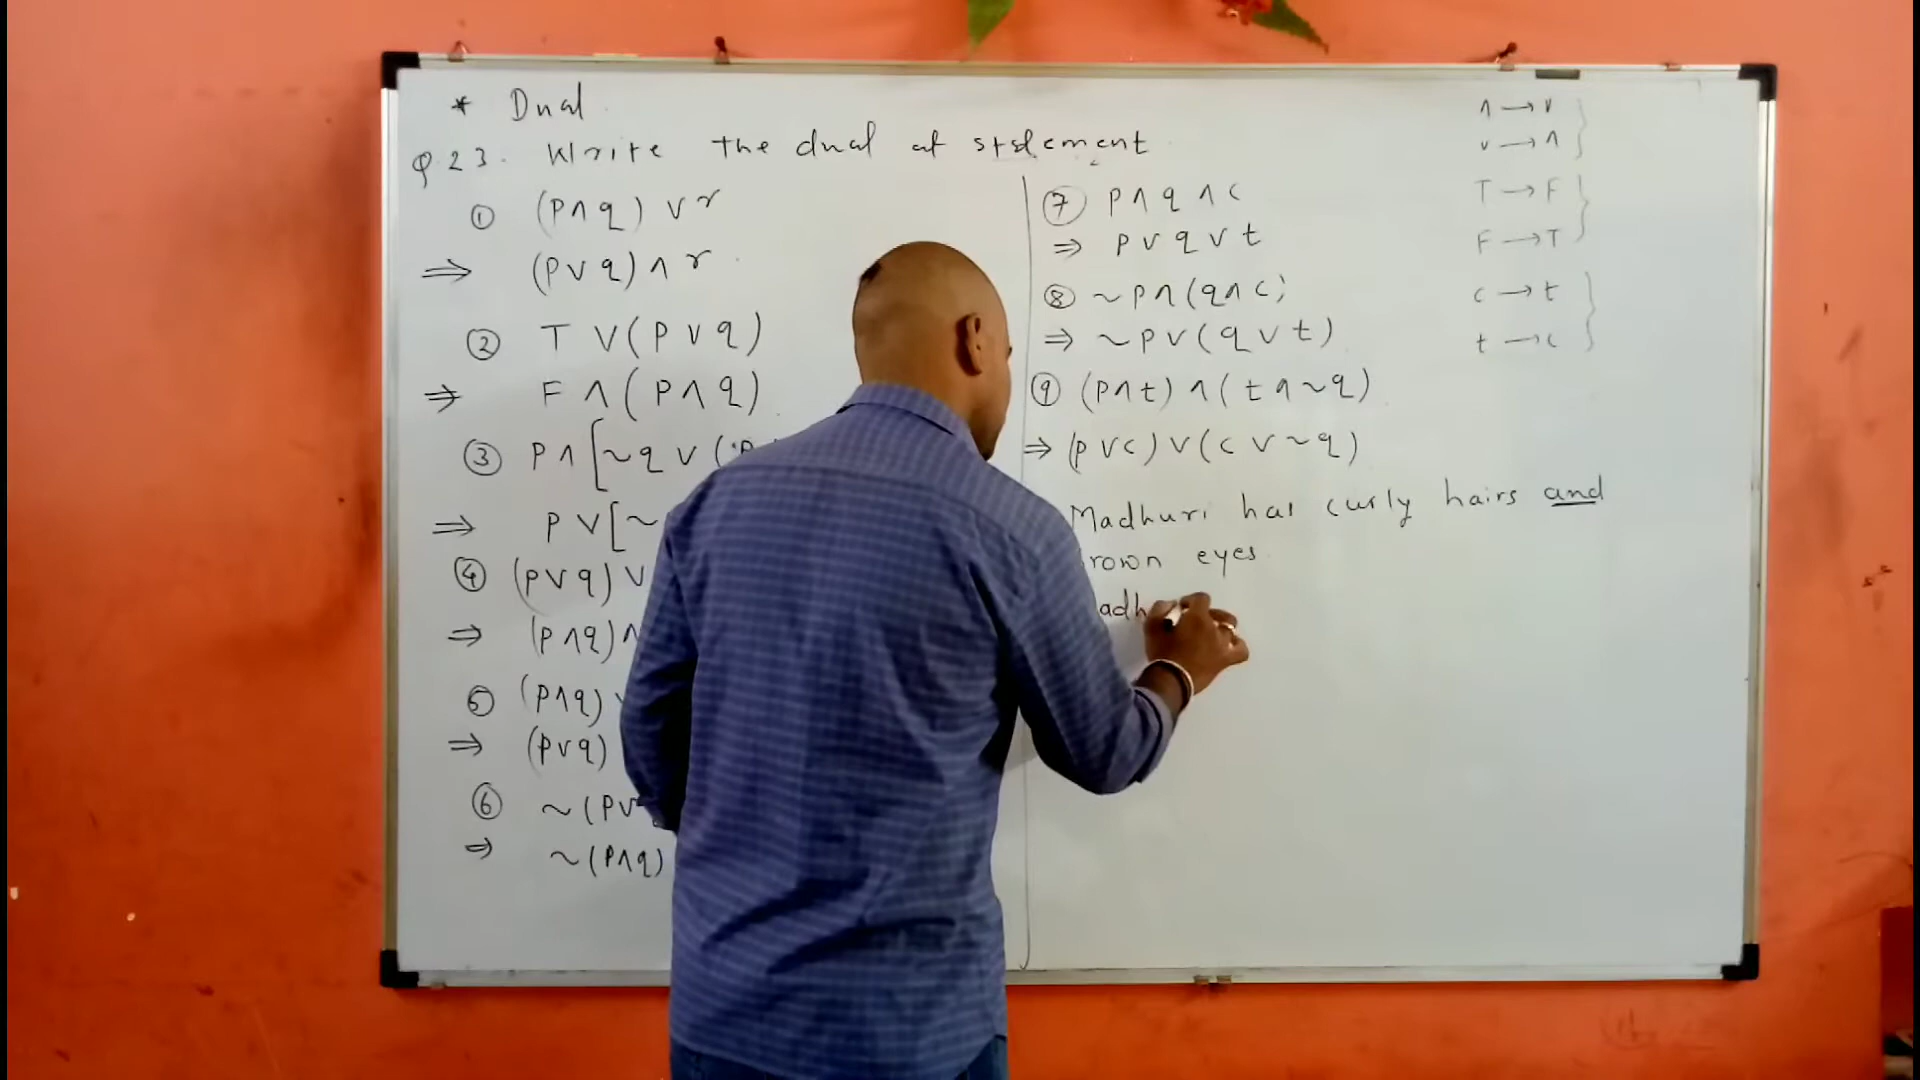 * Dual
Q.23. Write the dual of stslement
① (p∧q) ∨ r
⇒ (p∨q) ∧ r
② T ∨ (p ∨ q)
⇒ F ∧ (p ∧ q)
③ p ∧ [~q ∨ (p
⇒ p ∨ [~
④ (p∨q) ∨
⇒ (p∧q) ∧
5 (p∧q)
⇒ (p∨q)
⑥ ~(p∨
⇒ ~(p∧q)
⑦ p ∧ q ∧ c
⇒ p ∨ q ∨ t
⑧ ~p ∧ (q ∧ c)
⇒ ~p ∨ (q ∨ t)
⑨ (p∧t) ∧ (t ∧ ~q)
⇒ (p ∨ c) ∨ (c ∨ ~q)
Madhuri has curly hairs and
rown eyes
adh
∧ → ∨
∨ → ∧
T → F
F → T
c → t
t → c